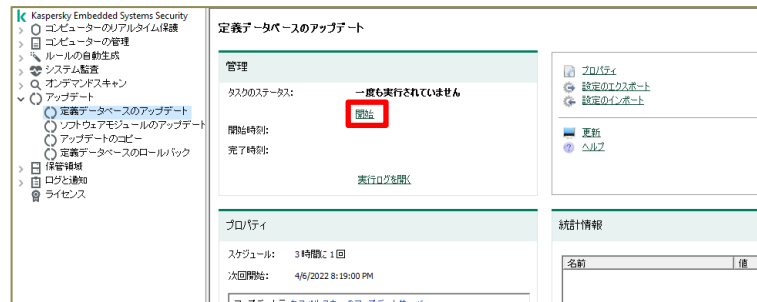 Kaspersky Embedded Systems Security
コンピューターのリアルタイム保護
コンピューターの管理
ルールの自動生成
システム監査
オンデマンドスキャン
アップデート
定義データベースのアップデート
ソフトウェアモジュールのアップデート
アップデートのコピー
定義データベースのロールバック
保管領域
ログと通知
ライセンス
定義データベースのアップデート
管理
タスクのステータス: 一度も実行されていません
開始
開始時刻:
完了時刻:
実行ログを開く
プロパティ
設定のエクスポート
設定のインポート
更新
ヘルプ
プロパティ
スケジュール: 3 時間に 1 回
次回開始: 4/6/2022 8:19:00 PM
統計情報
名前 値